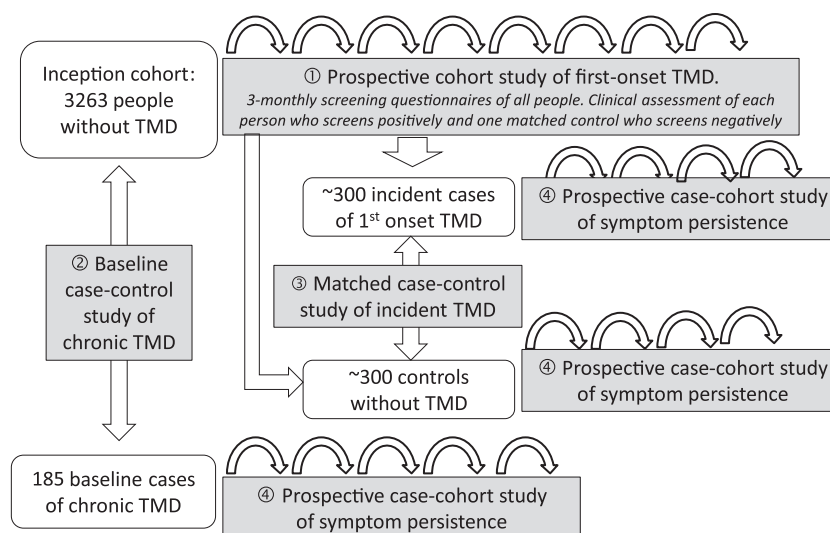 Inception cohort:
3263 people
without TMD
① Prospective cohort study of first-onset TMD.
3-monthly screening questionnaires of all people. Clinical assessment of each
person who screens positively and one matched control who screens negatively
~300 incident cases
of 1st onset TMD
④ Prospective case-cohort study
of symptom persistence
② Baseline
case-control
study of
chronic TMD
③ Matched case-control
study of incident TMD
~300 controls
without TMD
④ Prospective case-cohort study
of symptom persistence
185 baseline cases
of chronic TMD
④ Prospective case-cohort study
of symptom persistence